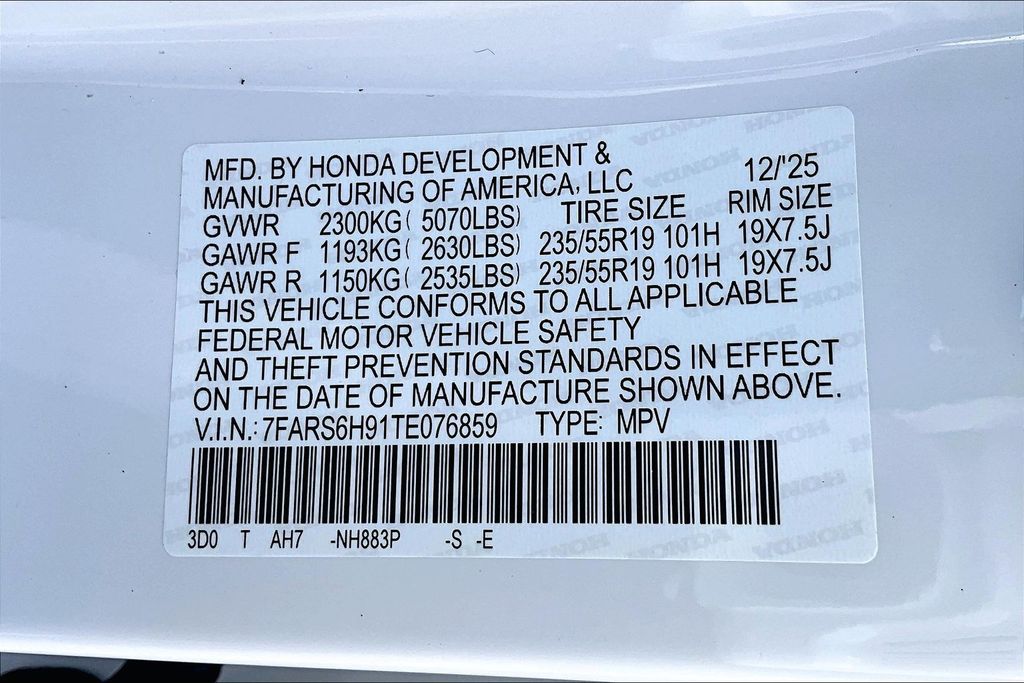 MFD. BY HONDA DEVELOPMENT &
MANUFACTURING OF AMERICA, LLC 12/'25
GVWR 2300KG( 5070LBS) TIRE SIZE RIM SIZE
GAWR F 1193KG( 2630LBS) 235/55R19 101H 19X7.5J
GAWR R 1150KG( 2535LBS) 235/55R19 101H 19X7.5J
THIS VEHICLE CONFORMS TO ALL APPLICABLE
FEDERAL MOTOR VEHICLE SAFETY
AND THEFT PREVENTION STANDARDS IN EFFECT
ON THE DATE OF MANUFACTURE SHOWN ABOVE.
V.I.N.: 7FARS6H91TE076859 TYPE: MPV
3D0 T AH7 -NH883P -S -E